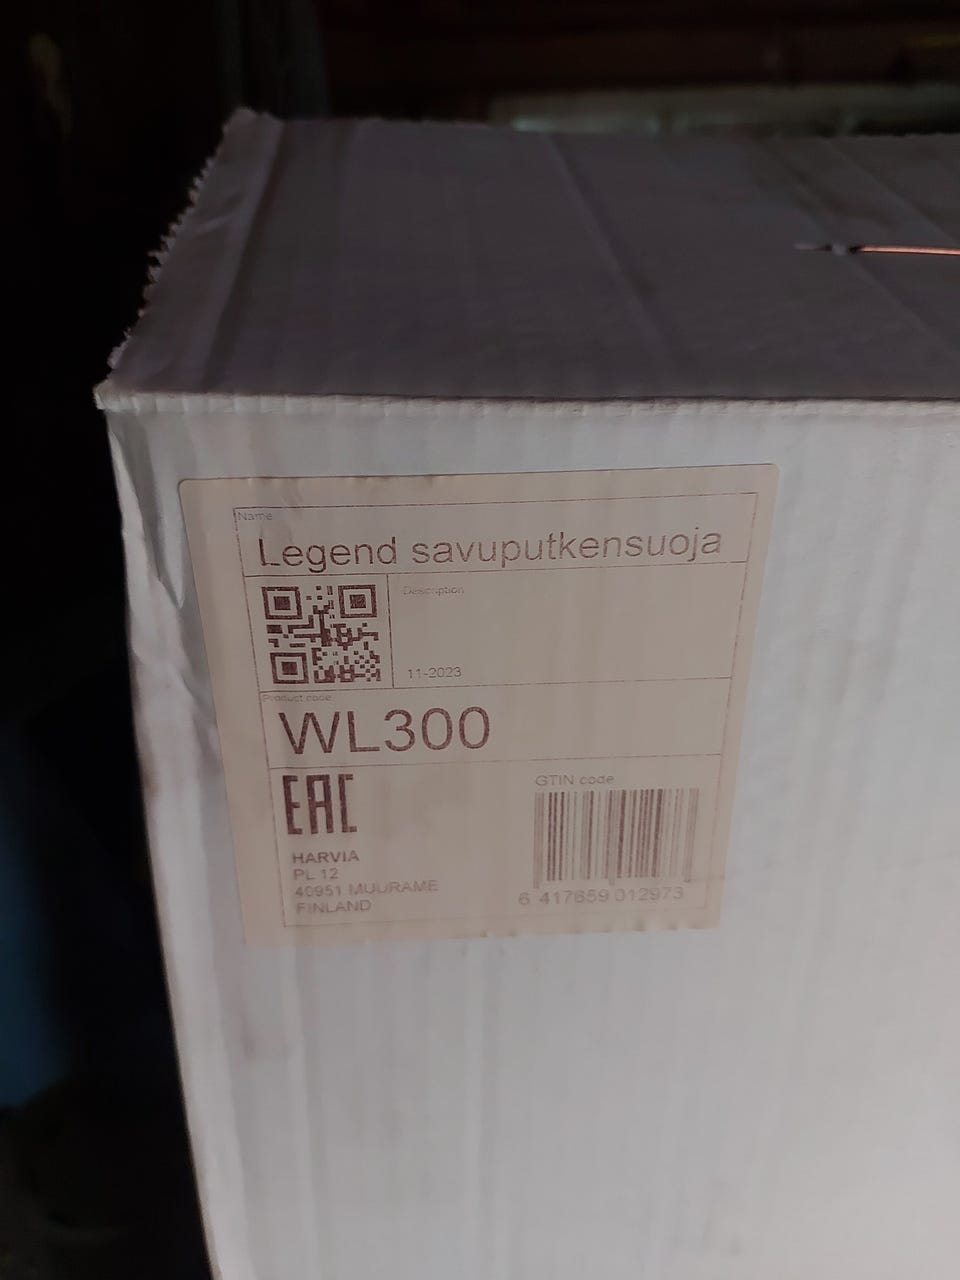 Name
Legend savuputkensuoja
Description
11-2023
Product code
WL300
EAC
GTIN code
HARVIA
PL 12
40951 MUURAME
FINLAND
6 417659 012973